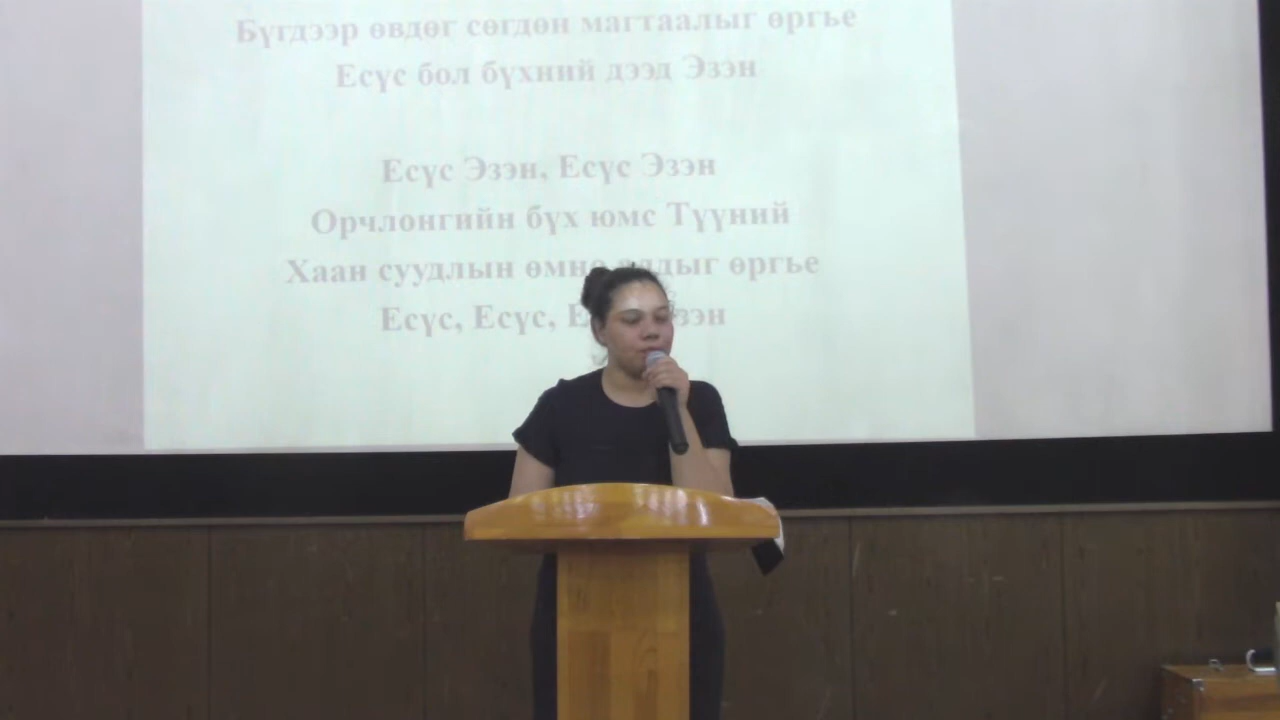 Бүгдээр өвдөг сөгдөн магтаалыг өргье
Есүс бол бүхний дээд Эзэн
Есүс Эзэн, Есүс Эзэн
Орчлонгийн бүх юмс Түүний
Хаан суудлын өмнө өргье
Есүс, Есүс,